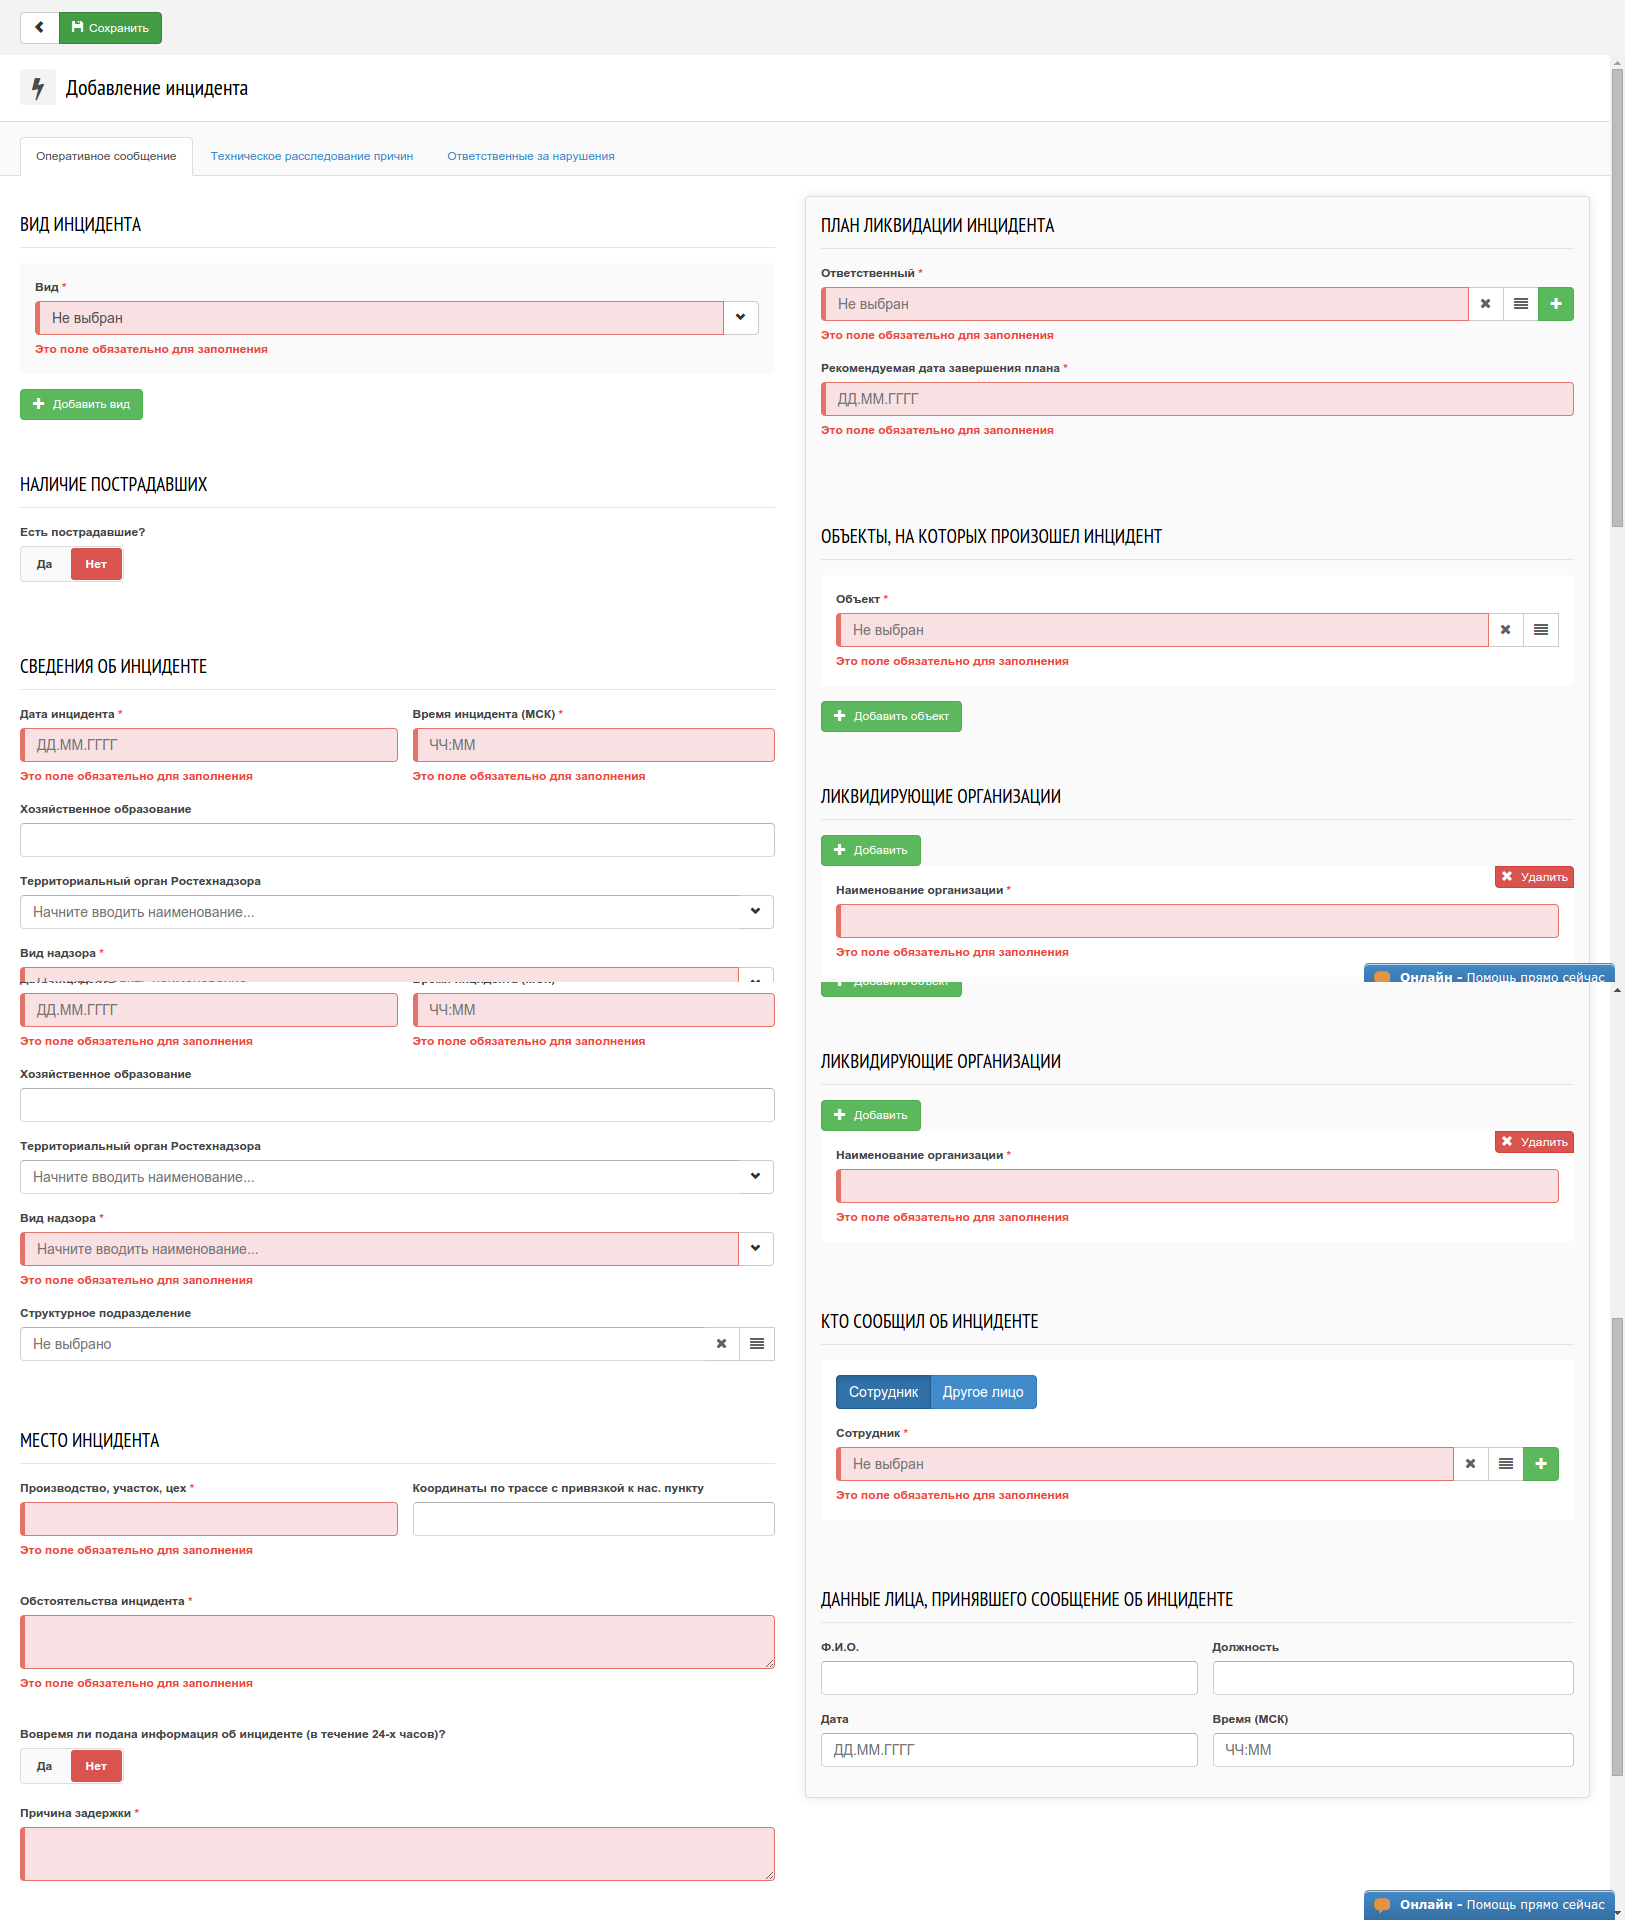 Сохранить
Добавление инцидента
Оперативное сообщение
Техническое расследование причин
Ответственные за нарушения
ВИД ИНЦИДЕНТА
Вид *
Не выбран
Это поле обязательно для заполнения
Добавить вид
НАЛИЧИЕ ПОСТРАДАВШИХ
Есть пострадавшие?
Да Нет
СВЕДЕНИЯ ОБ ИНЦИДЕНТЕ
Дата инцидента * Время инцидента (МСК) *
ДД.ММ.ГГГГ ЧЧ:ММ
Это поле обязательно для заполнения Это поле обязательно для заполнения
Хозяйственное образование
Территориальный орган Ростехнадзора
Начните вводить наименование...
Вид надзора *
ДД.ММ.ГГГГ ЧЧ:ММ
Это поле обязательно для заполнения Это поле обязательно для заполнения
Хозяйственное образование
Территориальный орган Ростехнадзора
Начните вводить наименование...
Вид надзора *
Начните вводить наименование...
Это поле обязательно для заполнения
Структурное подразделение
Не выбрано
МЕСТО ИНЦИДЕНТА
Производство, участок, цех * Координаты по трассе с привязкой к нас. пункту
Это поле обязательно для заполнения
Обстоятельства инцидента *
Это поле обязательно для заполнения
Вовремя ли подана информация об инциденте (в течение 24-х часов)?
Да Нет
Причина задержки *
ПЛАН ЛИКВИДАЦИИ ИНЦИДЕНТА
Ответственный *
Не выбран
Это поле обязательно для заполнения
Рекомендуемая дата завершения плана *
ДД.ММ.ГГГГ
Это поле обязательно для заполнения
ОБЪЕКТЫ, НА КОТОРЫХ ПРОИЗОШЕЛ ИНЦИДЕНТ
Объект *
Не выбран
Это поле обязательно для заполнения
Добавить объект
ЛИКВИДИРУЮЩИЕ ОРГАНИЗАЦИИ
Добавить
Удалить
Наименование организации *
Это поле обязательно для заполнения
Онлайн - Помощь прямо сейчас
Добавить объект
ЛИКВИДИРУЮЩИЕ ОРГАНИЗАЦИИ
Добавить
Удалить
Наименование организации *
Это поле обязательно для заполнения
КТО СООБЩИЛ ОБ ИНЦИДЕНТЕ
Сотрудник Другое лицо
Сотрудник *
Не выбран
Это поле обязательно для заполнения
ДАННЫЕ ЛИЦА, ПРИНЯВШЕГО СООБЩЕНИЕ ОБ ИНЦИДЕНТЕ
Ф.И.О. Должность
Дата Время (МСК)
ДД.ММ.ГГГГ ЧЧ:ММ
Онлайн - Помощь прямо сейчас